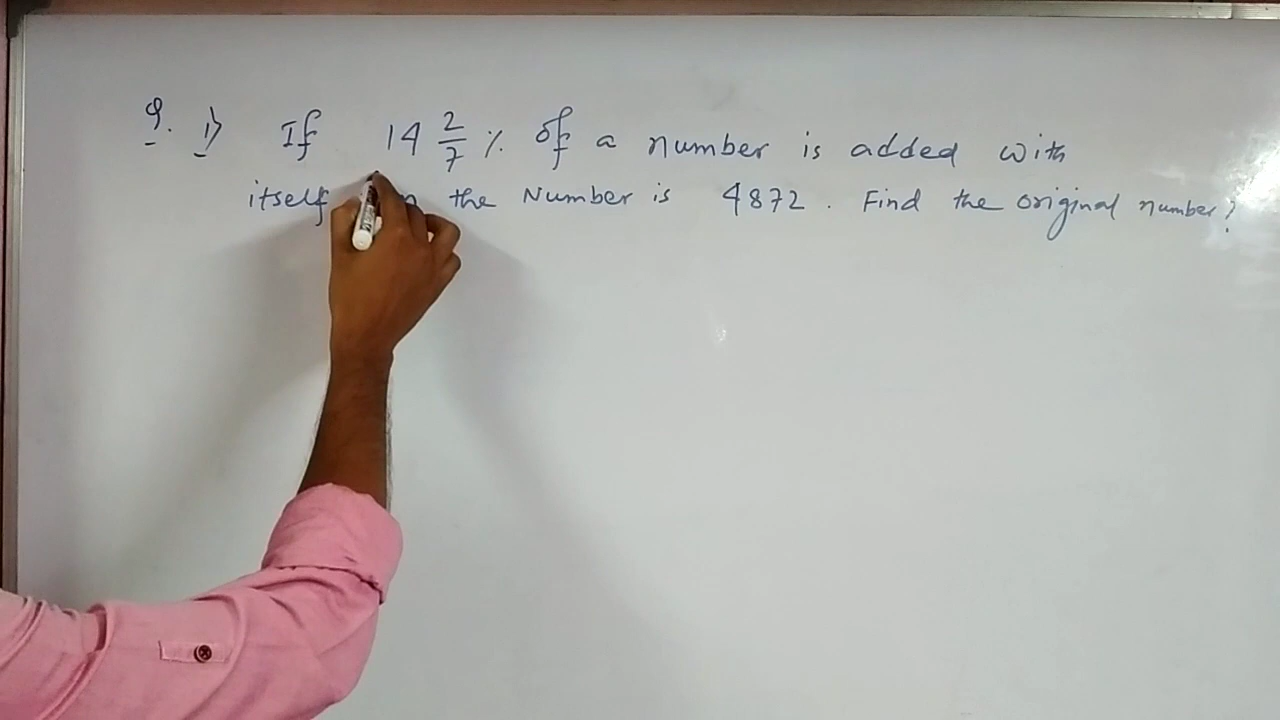 Q. 1) If 14 2/7 % of a number is added with
itself the Number is 4872. Find the original number?